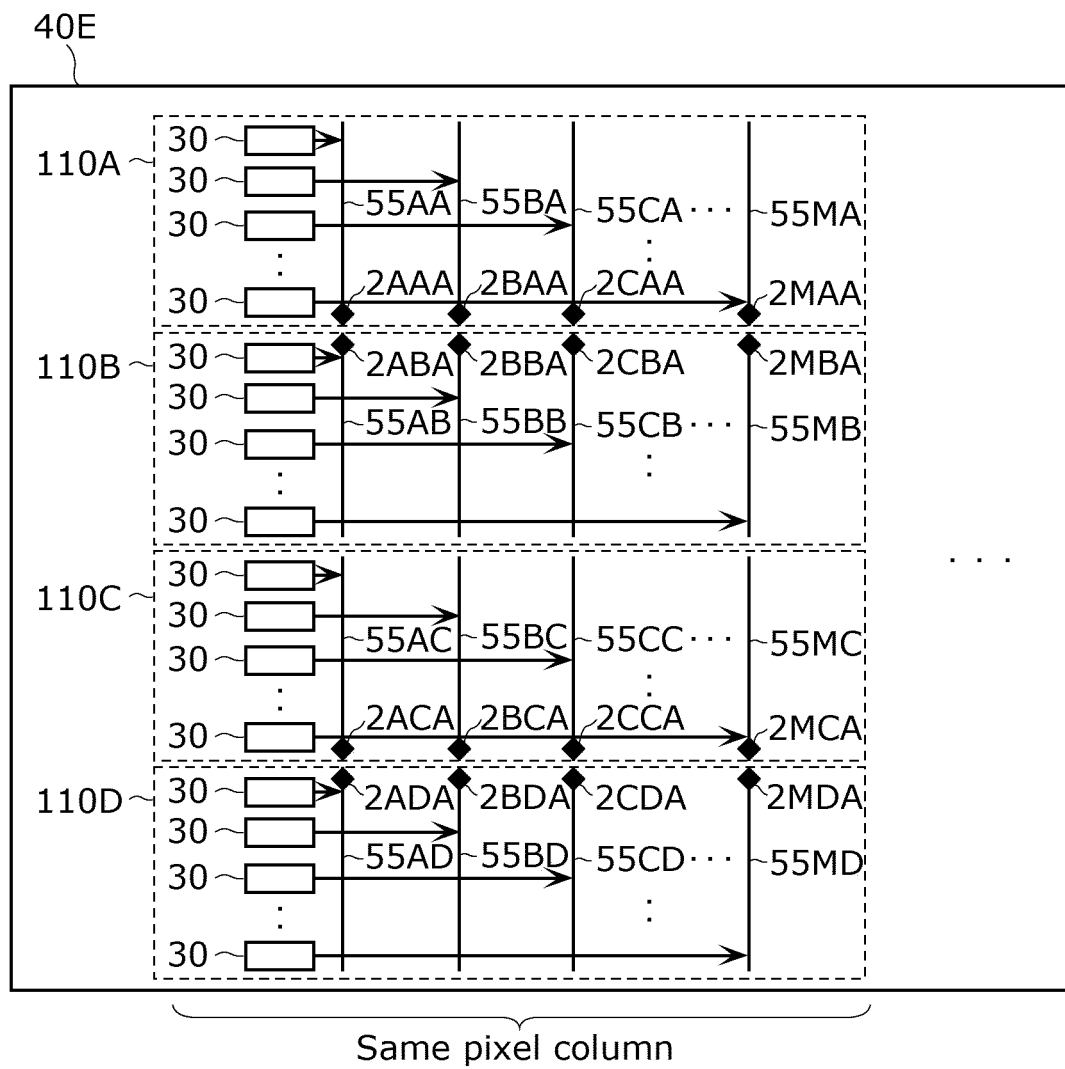 40E
110A
30
30
30
30
55AA 55BA 55CA ··· 55MA
2AAA 2BAA 2CAA 2MAA
110B
30
30
30
30
2ABA 2BBA 2CBA 2MBA
55AB 55BB 55CB ··· 55MB
110C
30
30
30
30
55AC 55BC 55CC ··· 55MC
2ACA 2BCA 2CCA 2MCA
110D
30
30
30
30
2ADA 2BDA 2CDA 2MDA
55AD 55BD 55CD ··· 55MD
···
Same pixel column